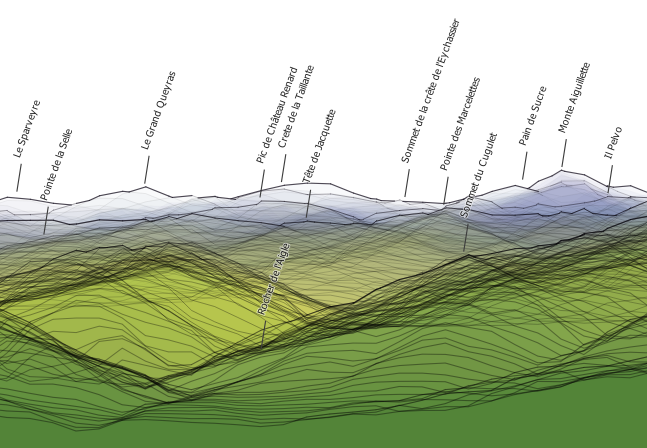 Le Sparveyre
Pointe de la Selle
Le Grand Queyras
Pic de Château Renard
Crete de la Taillante
Tête de Jacquette
Rocher de l'Aigle
Sommet de la crête de l'Eychassier
Pointe des Marcelettes
Sommet du Cugulet
Pain de Sucre
Monte Aiguillette
Il Pelvo